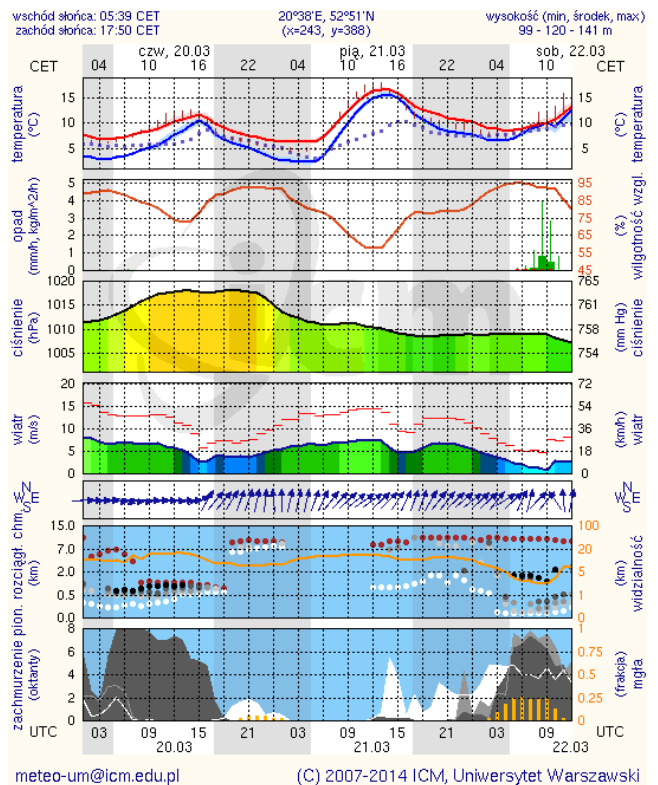 wschód słońca: 05:39 CET 20°38'E, 52°51'N wysokość (min, środek, max)
zachód słońca: 17:50 CET (x=243, y=388) 99 - 120 - 141 m
czw, 20.03 pią, 21.03 sob, 22.03
CET 04 10 16 22 04 10 16 22 04 10 CET
temperatura (°C) 15 10 5 15 10 5 (°C) temperatura
opad (mm/h, kg/m^2/h) 5 4 3 2 1 0 95 85 75 65 55 45 (%) wilgotność wzgl.
icm
ciśnienie (hPa) 1020 1015 1010 1005 765 761 758 754 (mm Hg) ciśnienie
wiatr (m/s) 20 15 10 5 0 72 54 36 18 0 (km/h) wiatr
N W E S N W E S
pion. rozciągł. chm. (km) 15.0 7.0 2.0 0.5 0.0 100 20 5 1 0 (km) widzialność
zachmurzenie (oktanty) 8 6 4 2 0 1 0.75 0.5 0.25 0 (frakcja) mgła
UTC 03 09 15 21 03 09 15 21 03 09 UTC
20.03 21.03 22.03
meteo-um@icm.edu.pl (C) 2007-2014 ICM, Uniwersytet Warszawski